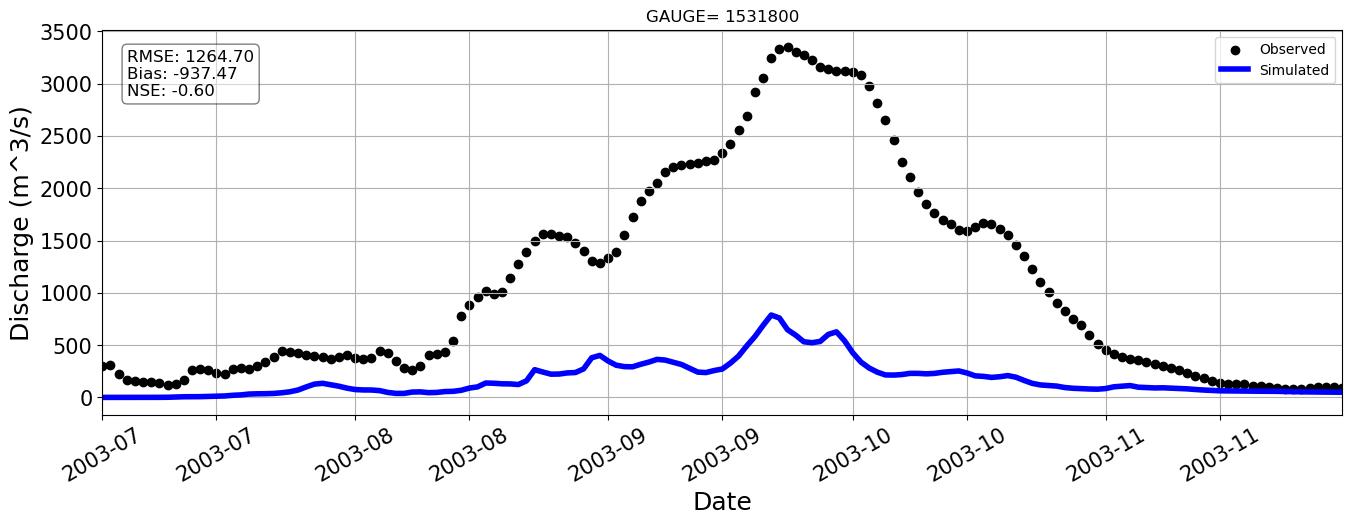 GAUGE= 1531800
RMSE: 1264.70
Bias: -937.47
NSE: -0.60
Observed
Simulated
3500
3000
2500
2000
1500
1000
500
0
Discharge (m^3/s)
2003-07 2003-07 2003-08 2003-08 2003-09 2003-09 2003-10 2003-10 2003-11 2003-11
Date